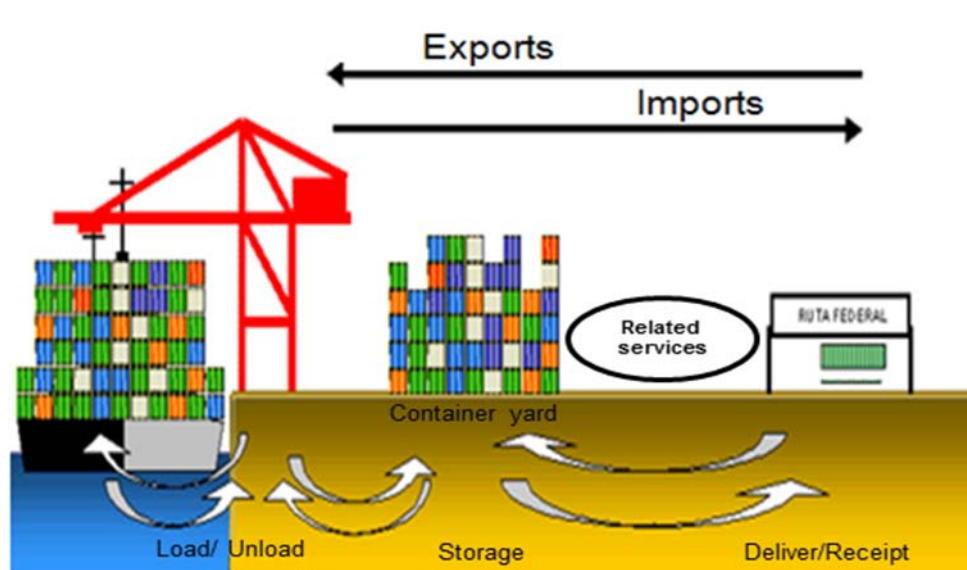 Exports
Imports
Related
services
RUTA FEDERAL
Container yard
Load/ Unload
Storage
Deliver/Receipt